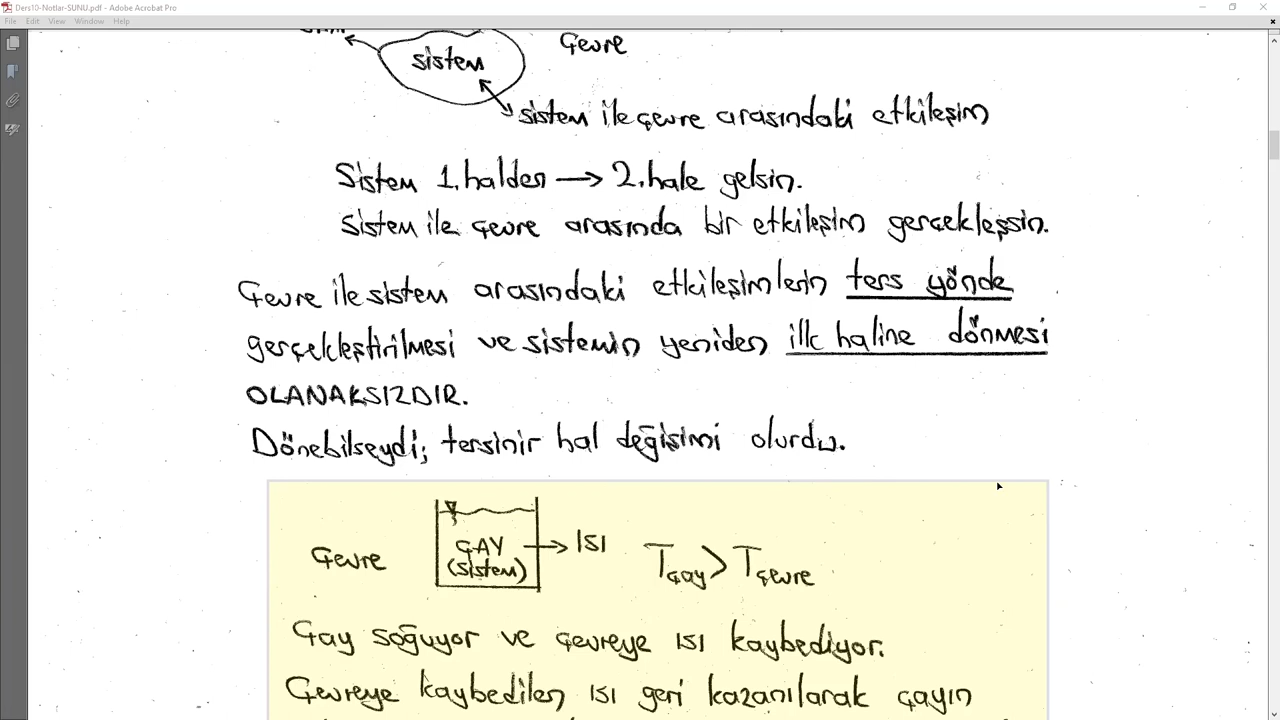 Ders10-Notlar-SUNU.pdf - Adobe Acrobat Pro
File Edit View Window Help
sistem
Çevre
sistem ile çevre arasındaki etkileşim
Sistem 1.halden → 2.hale gelsin.
Sistem ile çevre arasında bir etkileşim gerçekleşsin.
Çevre ile sistem arasındaki etkileşimlerin ters yönde
gerçekleştirilmesi ve sistemin yeniden ilk haline dönmesi
OLANAKSIZDIR.
Dönebilseydi; tersinir hal değişimi olurdu.
Çevre
ÇAY
(sistem)
→ ISI
Tçay > Tçevre
Çay soğuyor ve çevreye ısı kaybediyor.
Çevreye kaybedilen ısı geri kazanılarak çayın